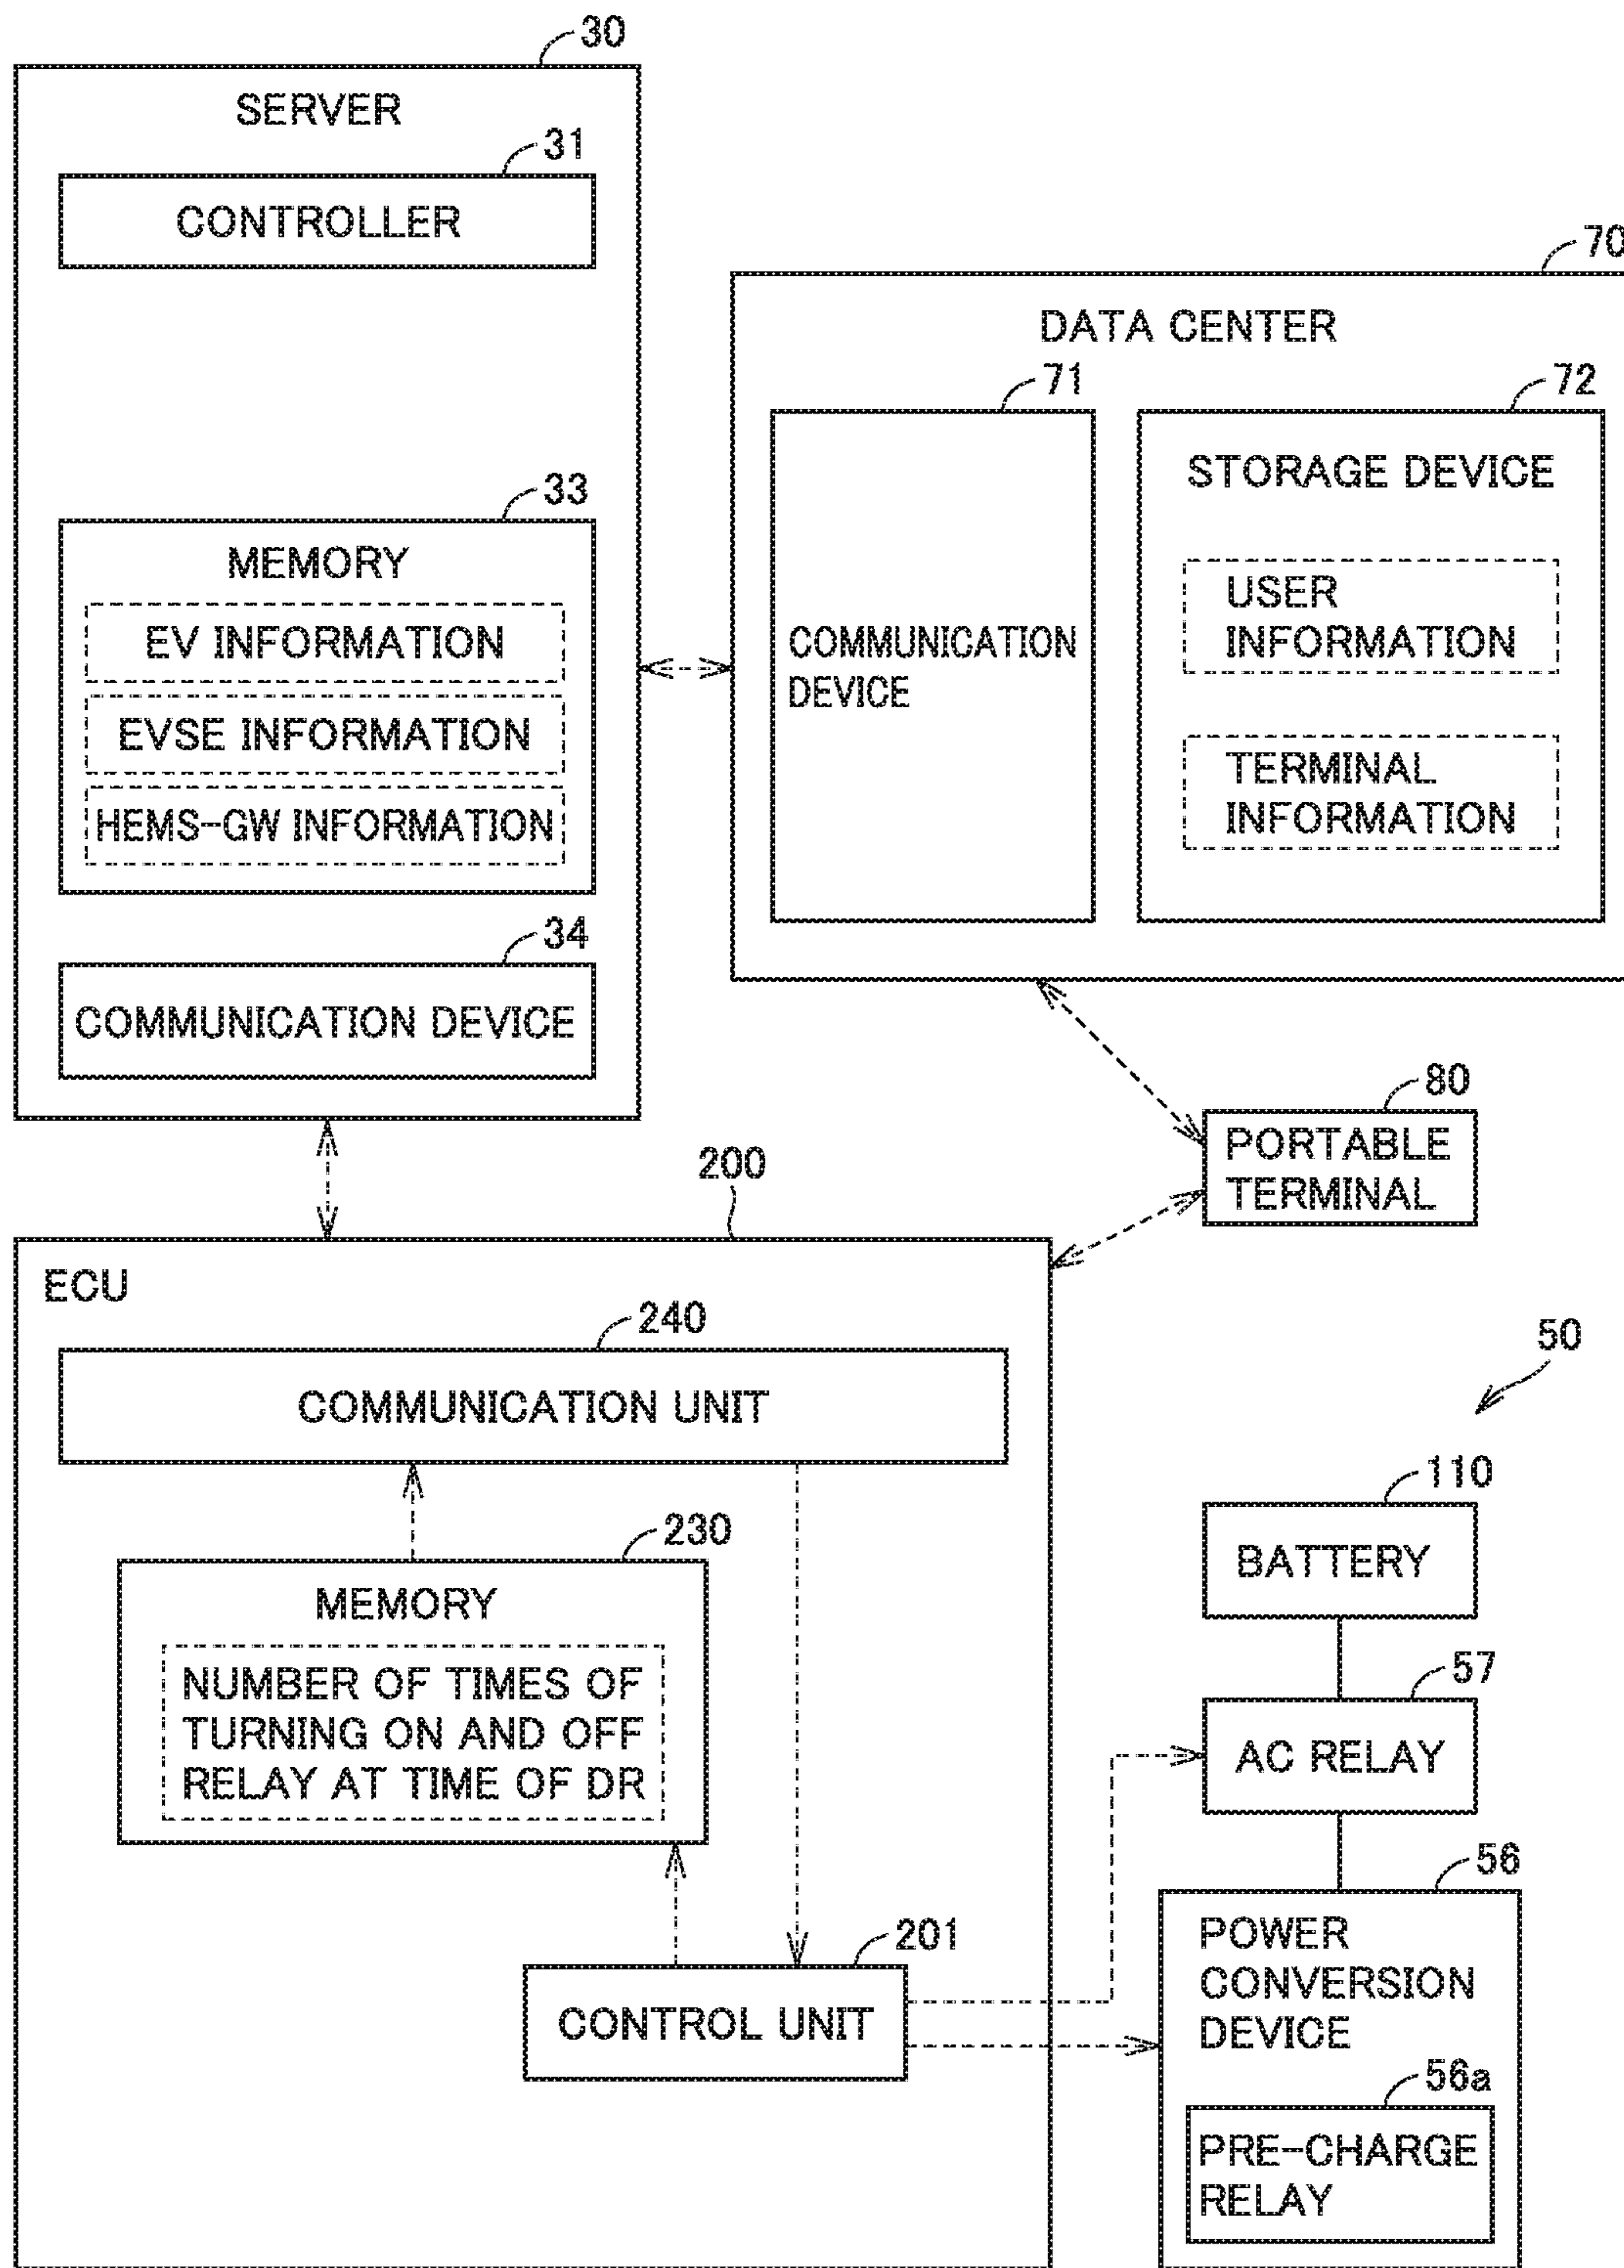 30
SERVER
31
CONTROLLER
33
MEMORY
EV INFORMATION
EVSE INFORMATION
HEMS-GW INFORMATION
34
COMMUNICATION DEVICE
70
DATA CENTER
71
COMMUNICATION
DEVICE
72
STORAGE DEVICE
USER
INFORMATION
TERMINAL
INFORMATION
80
PORTABLE
TERMINAL
200
ECU
240
COMMUNICATION UNIT
230
MEMORY
NUMBER OF TIMES OF
TURNING ON AND OFF
RELAY AT TIME OF DR
201
CONTROL UNIT
50
110
BATTERY
57
AC RELAY
56
POWER
CONVERSION
DEVICE
56a
PRE-CHARGE
RELAY